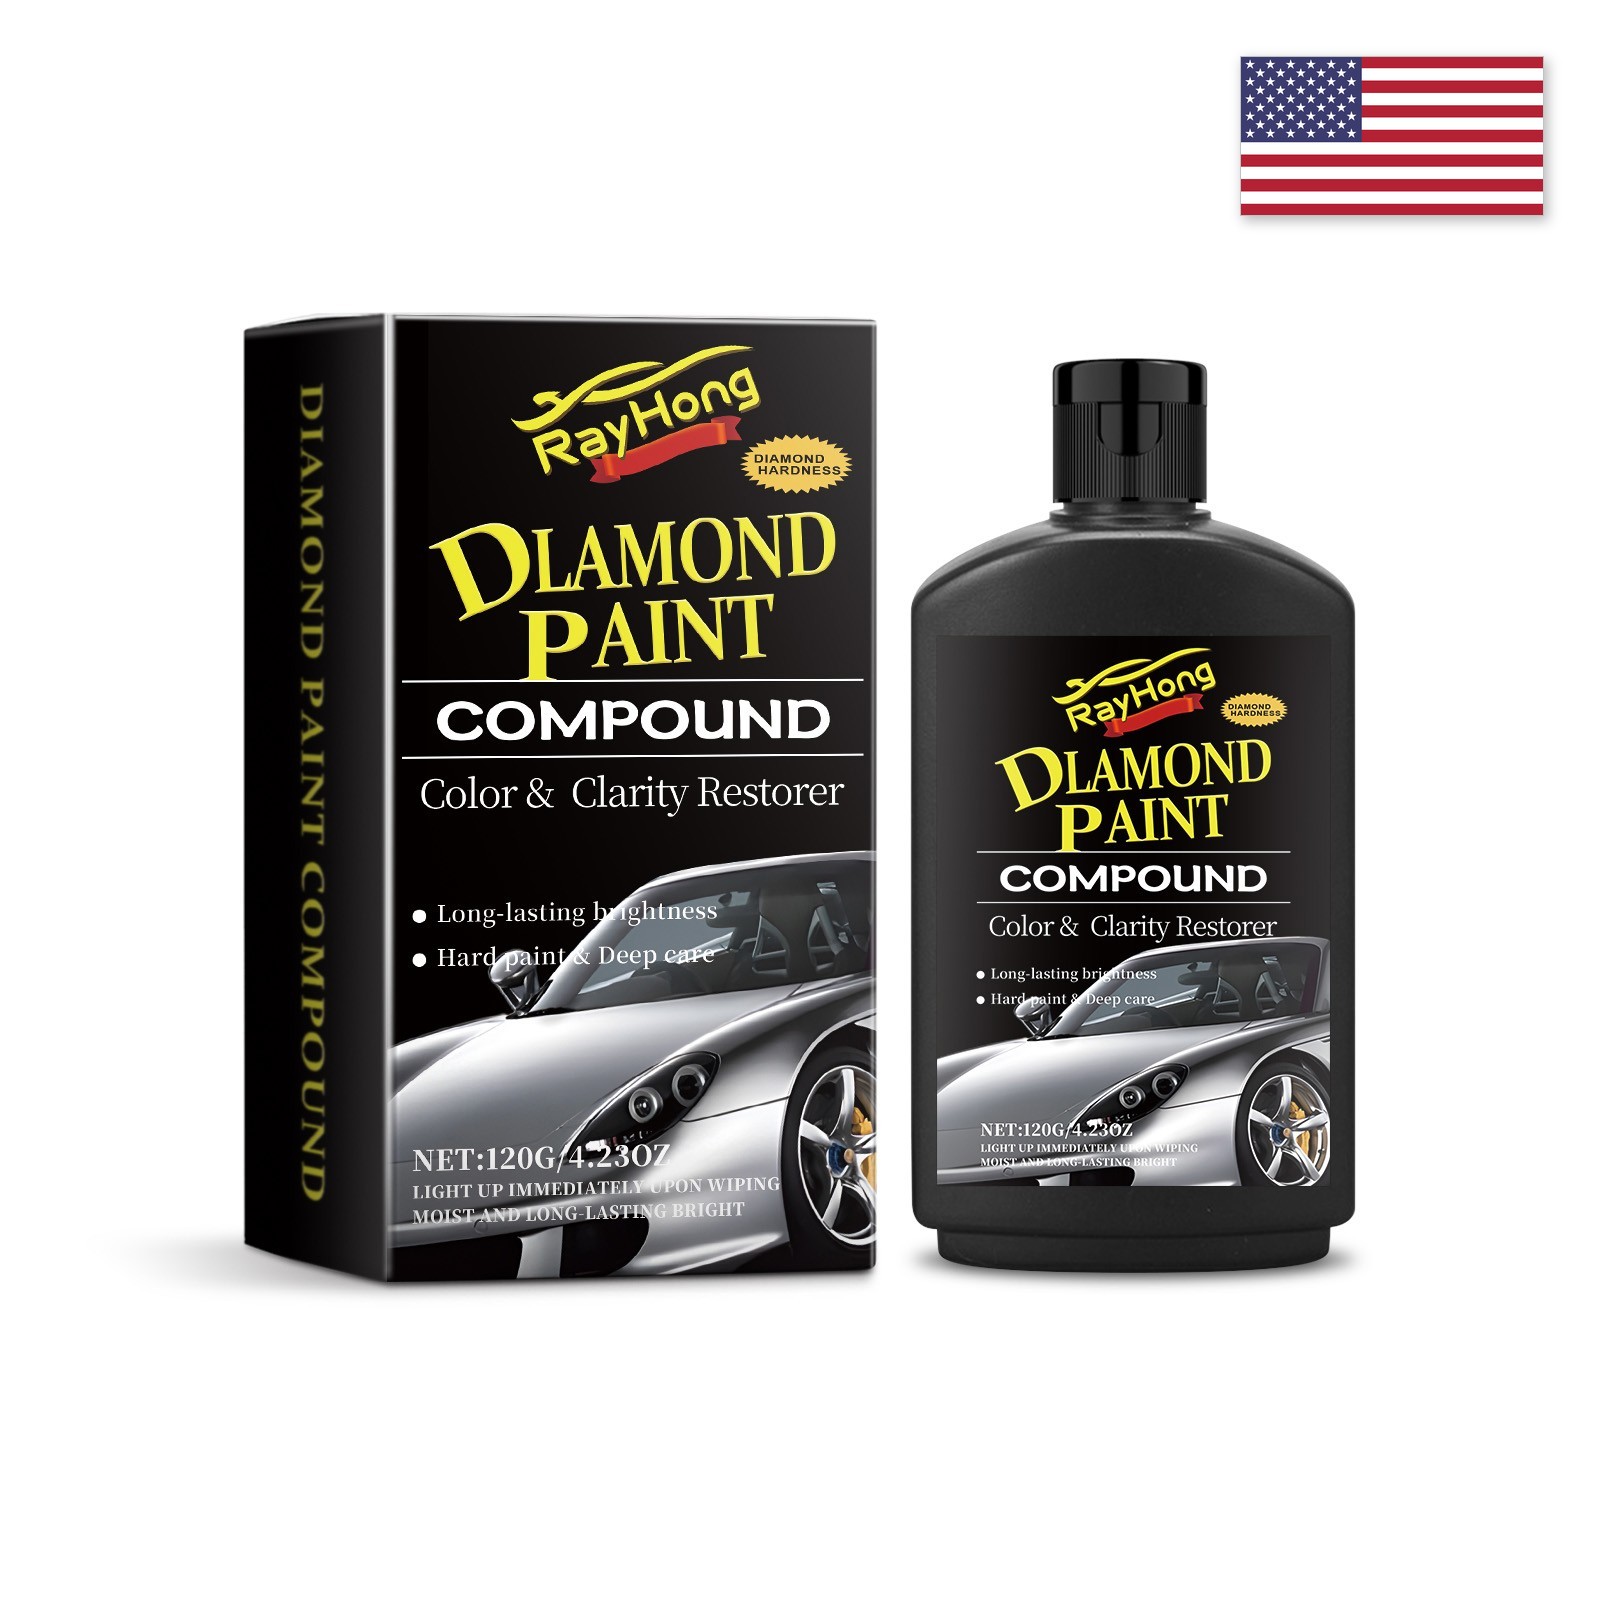 DIAMOND PAINT COMPOUND
RayHong
DIAMOND
HARDNESS
DLAMOND
PAINT
COMPOUND
Color & Clarity Restorer
Long-lasting brightness
Hard paint & Deep care
NET:120G/4.23OZ
LIGHT UP IMMEDIATELY UPON WIPING
MOIST AND LONG-LASTING BRIGHT
RayHong
DIAMOND
HARDNESS
DLAMOND
PAINT
COMPOUND
Color & Clarity Restorer
Long-lasting brightness
Hard paint & Deep care
NET:120G/4.23OZ
LIGHT UP IMMEDIATELY UPON WIPING
MOIST AND LONG-LASTING BRIGHT